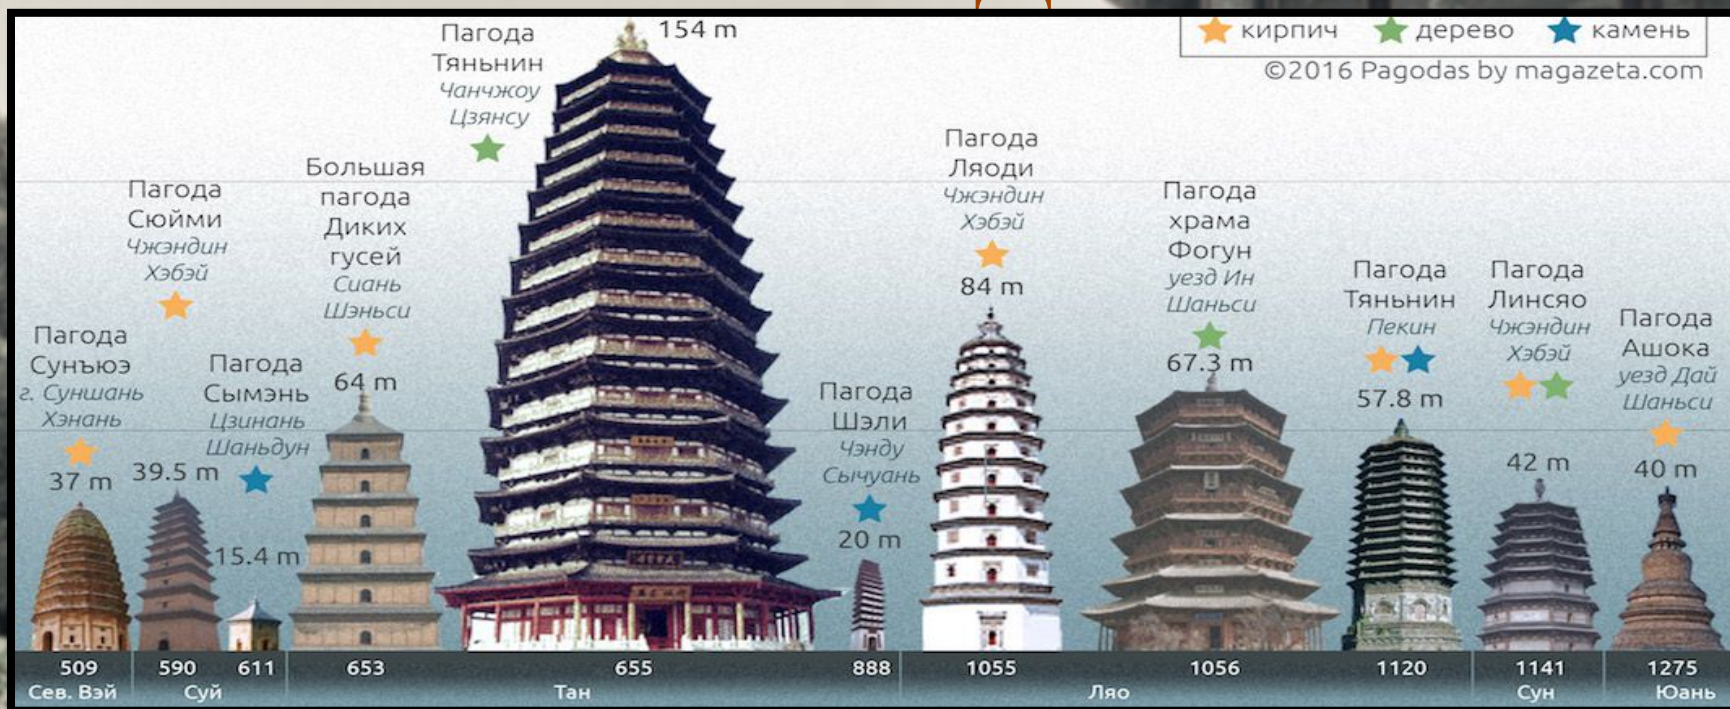 кирпич дерево камень
©2016 Pagodas by magazeta.com
Пагода
Сунъюэ
г. Суншань
Хэнань
37 m
Пагода
Сюйми
Чжэндин
Хэбэй
39.5 m
Пагода
Сымэнь
Цзинань
Шаньдун
15.4 m
Большая
пагода
Диких
гусей
Сиань
Шэньси
64 m
Пагода
Тяньнин
Чанчжоу
Цзянсу
154 m
Пагода
Шэли
Чэнду
Сычуань
20 m
Пагода
Ляоди
Чжэндин
Хэбэй
84 m
Пагода
храма
Фогун
уезд Ин
Шаньси
67.3 m
Пагода
Тяньнин
Пекин
57.8 m
Пагода
Линсяо
Чжэндин
Хэбэй
42 m
Пагода
Ашока
уезд Дай
Шаньси
40 m
509 590 611 653 655 888 1055 1056 1120 1141 1275
Сев. Вэй Суй Тан Ляо Сун Юань